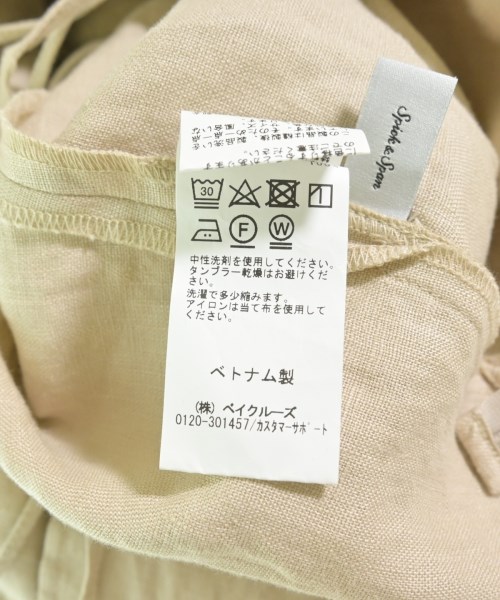 Spick & Span
30
F
W
中性洗剤を使用してください。
タンブラー乾燥はお避けくださ
い。
洗濯で多少縮みます。
アイロンは当て布を使用して
ください。
ベトナム製
(株) ベイクルーズ
0120-301457/カスタマーサポート